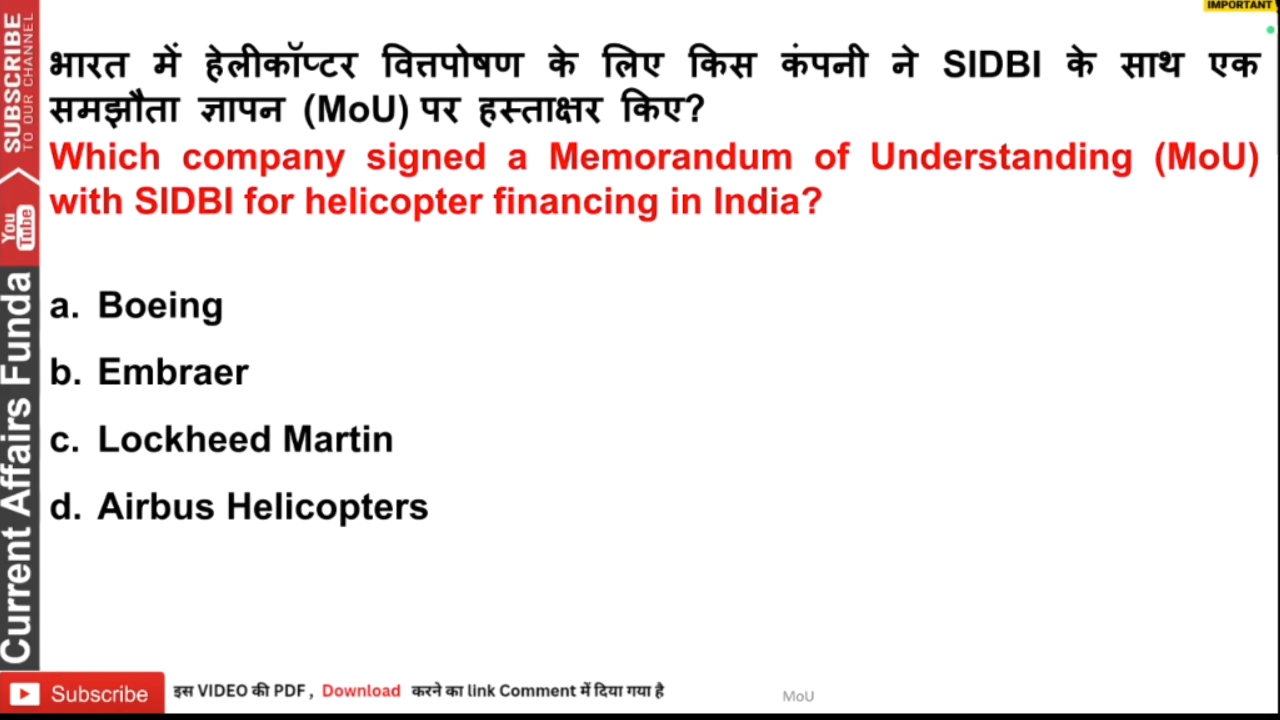 IMPORTANT
SUBSCRIBE
TO OUR CHANNEL
You
Tube
Current Affairs Funda
भारत में हेलीकॉप्टर वित्तपोषण के लिए किस कंपनी ने SIDBI के साथ एक
समझौता ज्ञापन (MoU) पर हस्ताक्षर किए?
Which company signed a Memorandum of Understanding (MoU)
with SIDBI for helicopter financing in India?
a. Boeing
b. Embraer
c. Lockheed Martin
d. Airbus Helicopters
Subscribe
इस VIDEO की PDF , Download करने का link Comment में दिया गया है
MoU